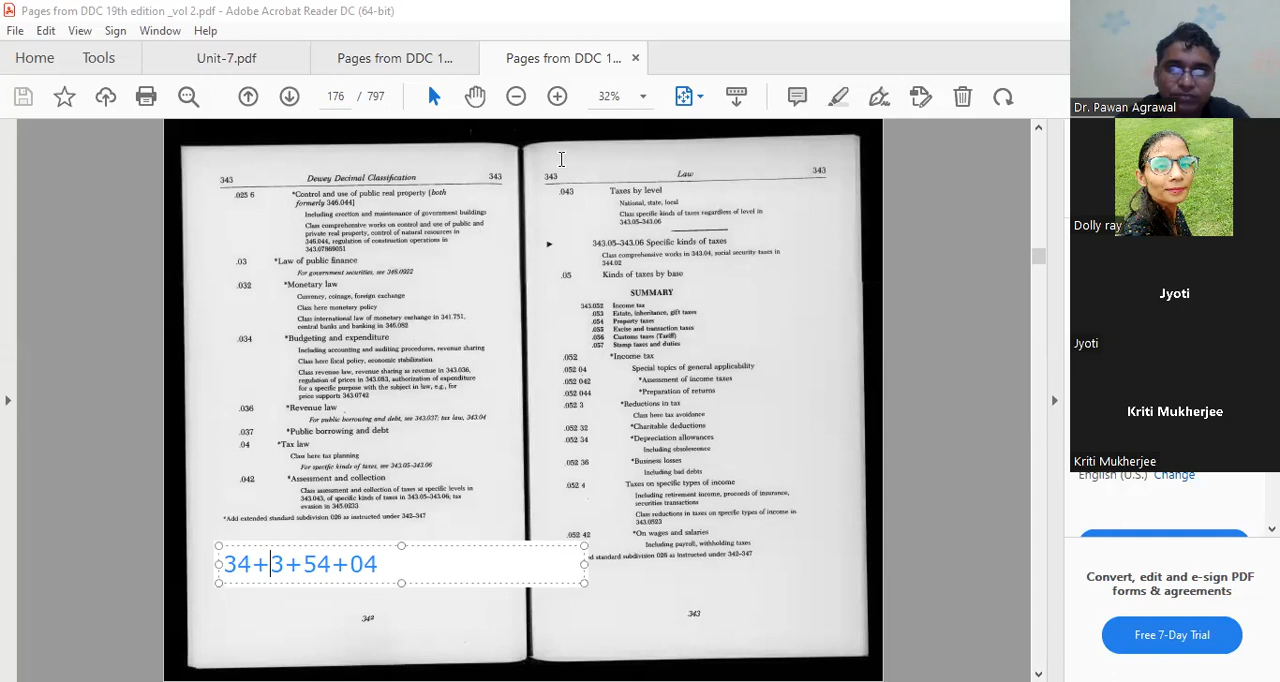 Pages from DDC 19th edition _vol 2.pdf - Adobe Acrobat Reader DC (64-bit)
File Edit View Sign Window Help
Home Tools Unit-7.pdf Pages from DDC 1... Pages from DDC 1... ×
176 / 797 32%
343 Dewey Decimal Classification 343
.025 6 *Control and use of public real property [both
formerly 346.044]
Including erection and maintenance of government buildings
Class comprehensive works on control and use of public and
private real property, control of natural resources in
346.044, regulation of construction operations in
343.07869051
.03 *Law of public finance
For government securities, see 346.0922
.032 *Monetary law
Currency, coinage, foreign exchange
Class here monetary policy
Class international law of monetary exchange in 341.751,
central banks and banking in 346.082
.034 *Budgeting and expenditure
Including accounting and auditing procedures, revenue sharing
Class here fiscal policy, economic stabilization
Class revenue law, revenue sharing as revenue in 343.036,
regulation of prices in 343.083, authorization of expenditure
for a specific purpose with the subject in law, e.g., for
price supports 343.0742
.036 *Revenue law
For public borrowing and debt, see 343.037; tax law, 343.04
.037 *Public borrowing and debt
.04 *Tax law
Class here tax planning
For specific kinds of taxes, see 343.05-343.06
.042 *Assessment and collection
Class assessment and collection of taxes at specific levels in
343.043, of specific kinds of taxes in 343.05-343.06; tax
evasion in 345.0233
*Add extended standard subdivision 026 as instructed under 342-347
34+3+54+04
342
343 Law 343
.043 Taxes by level
National, state, local
Class specific kinds of taxes regardless of level in
343.05-343.06
343.05-343.06 Specific kinds of taxes
Class comprehensive works in 343.04, social security taxes in
344.02
.05 Kinds of taxes by base
SUMMARY
343.052 Income tax
.053 Estate, inheritance, gift taxes
.054 Property taxes
.055 Excise and transaction taxes
.056 Customs taxes (Tariff)
.057 Stamp taxes and duties
.052 *Income tax
.052 04 Special topics of general applicability
.052 042 *Assessment of income taxes
.052 044 *Preparation of returns
.052 3 *Reductions in tax
Class here tax avoidance
.052 32 *Charitable deductions
.052 34 *Depreciation allowances
Including obsolescence
.052 36 *Business losses
Including bad debts
.052 4 Taxes on specific types of income
Including retirement income, proceeds of insurance,
securities transactions
Class reductions in taxes on specific types of income in
343.0523
.052 42 *On wages and salaries
Including payroll, withholding taxes
d standard subdivision 026 as instructed under 342-347
343
Dr. Pawan Agrawal
Dolly ray
Jyoti
Jyoti
Kriti Mukherjee
Kriti Mukherjee
English (U.S.) Change
Convert, edit and e-sign PDF
forms & agreements
Free 7-Day Trial